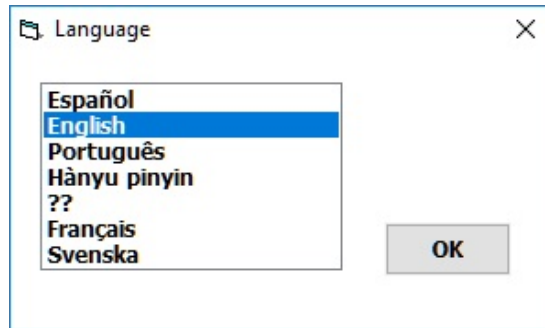 Language
Español
English
Português
Hànyu pinyin
??
Français
Svenska
OK